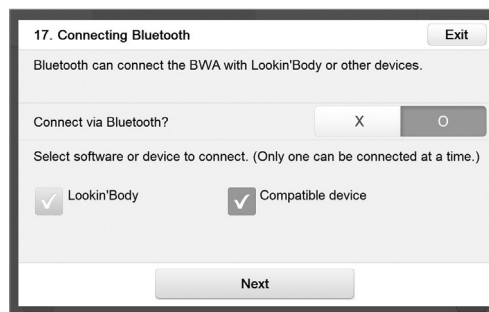 17. Connecting Bluetooth
Exit
Bluetooth can connect the BWA with Lookin'Body or other devices.
Connect via Bluetooth?
X
O
Select software or device to connect. (Only one can be connected at a time.)
Lookin'Body
Compatible device
Next